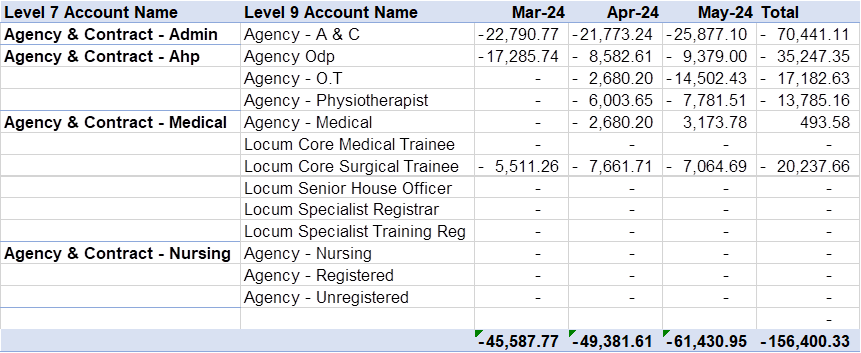 Level 7 Account Name Level 9 Account Name Mar-24 Apr-24 May-24 Total
Agency & Contract - Admin Agency - A & C -22,790.77 -21,773.24 -25,877.10 - 70,441.11
Agency & Contract - Ahp Agency Odp -17,285.74 - 8,582.61 - 9,379.00 - 35,247.35
Agency - O.T - - 2,680.20 -14,502.43 - 17,182.63
Agency - Physiotherapist - - 6,003.65 - 7,781.51 - 13,785.16
Agency & Contract - Medical Agency - Medical - - 2,680.20 3,173.78 493.58
Locum Core Medical Trainee - - - -
Locum Core Surgical Trainee - 5,511.26 - 7,661.71 - 7,064.69 - 20,237.66
Locum Senior House Officer - - - -
Locum Specialist Registrar - - - -
Locum Specialist Training Reg - - - -
Agency & Contract - Nursing Agency - Nursing - - - -
Agency - Registered - - - -
Agency - Unregistered - - - -
-
-45,587.77 -49,381.61 -61,430.95 -156,400.33